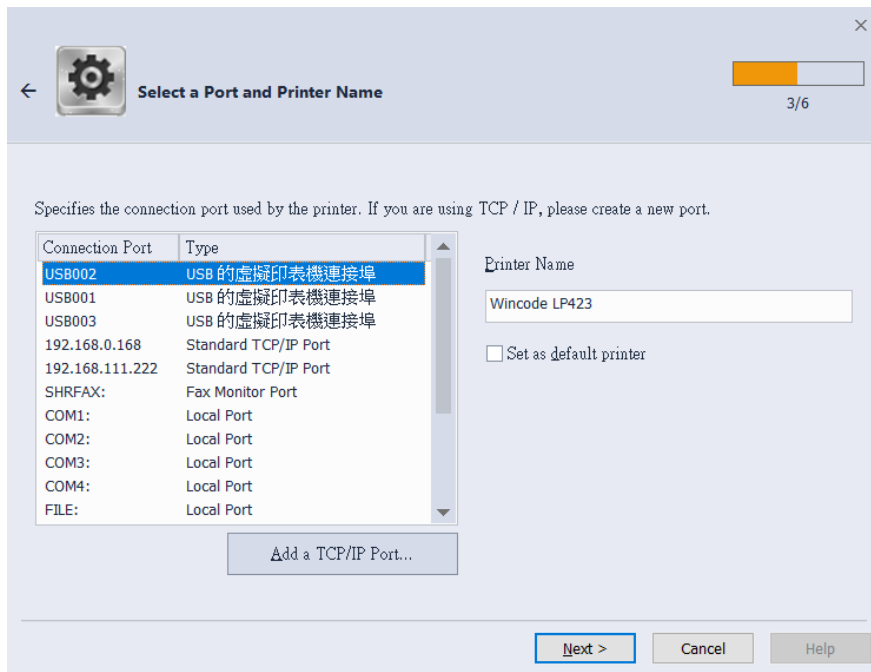 Select a Port and Printer Name
3/6
Specifies the connection port used by the printer. If you are using TCP / IP, please create a new port.
Connection Port Type
USB002 USB 的虛擬印表機連接埠
USB001 USB 的虛擬印表機連接埠
USB003 USB 的虛擬印表機連接埠
192.168.0.168 Standard TCP/IP Port
192.168.111.222 Standard TCP/IP Port
SHRFAX: Fax Monitor Port
COM1: Local Port
COM2: Local Port
COM3: Local Port
COM4: Local Port
FILE: Local Port
Add a TCP/IP Port...
Printer Name
Wincode LP423
Set as default printer
Next >
Cancel
Help